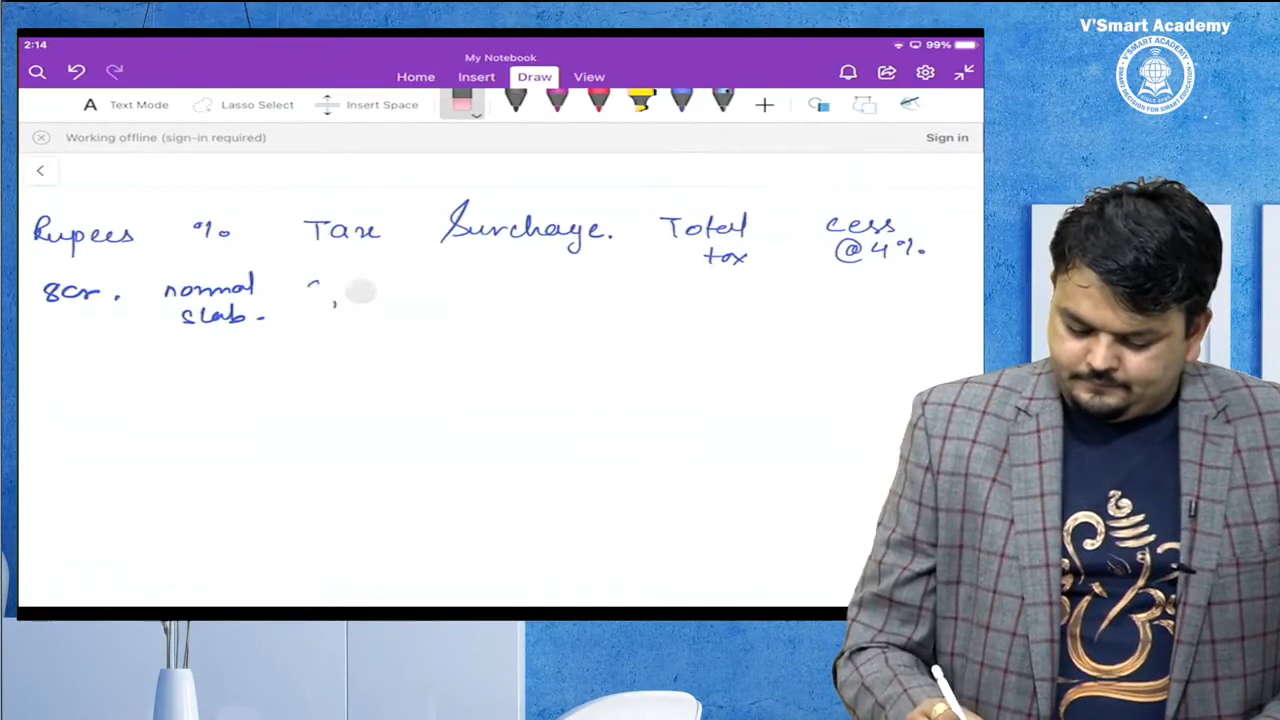 V'Smart Academy
2:14
99%
My Notebook
Home Insert Draw View
A Text Mode Lasso Select Insert Space
Working offline (sign-in required) Sign in
Rupees % Tax Surchage. Total tax cess @ 4%.
8cr. normal slab.